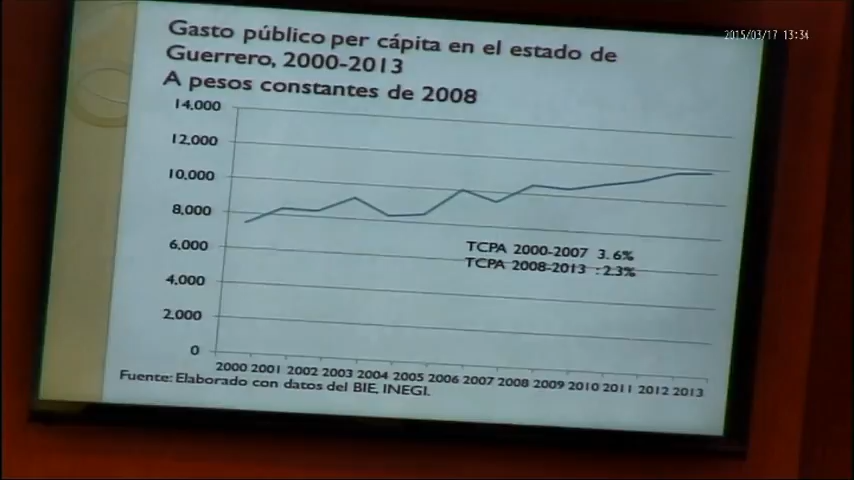 2015/03/17 13:34
Gasto público per cápita en el estado de
Guerrero, 2000-2013
A pesos constantes de 2008
14,000
12,000
10,000
8,000
6,000
4,000
2,000
0
TCPA 2000-2007 3.6%
TCPA 2008-2013 : 2.3%
2000 2001 2002 2003 2004 2005 2006 2007 2008 2009 2010 2011 2012 2013
Fuente: Elaborado con datos del BIE, INEGI.